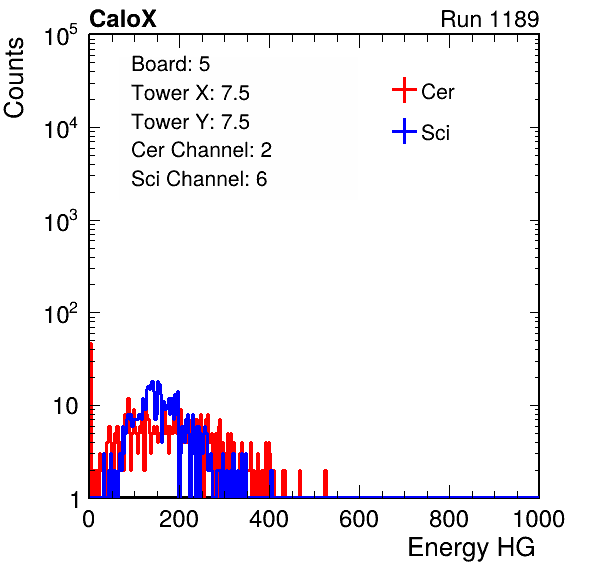 CaloX Run 1189
Counts
Board: 5
Tower X: 7.5
Tower Y: 7.5
Cer Channel: 2
Sci Channel: 6
Cer
Sci
10^5
10^4
10^3
10^2
10
1
0 200 400 600 800 1000
Energy HG